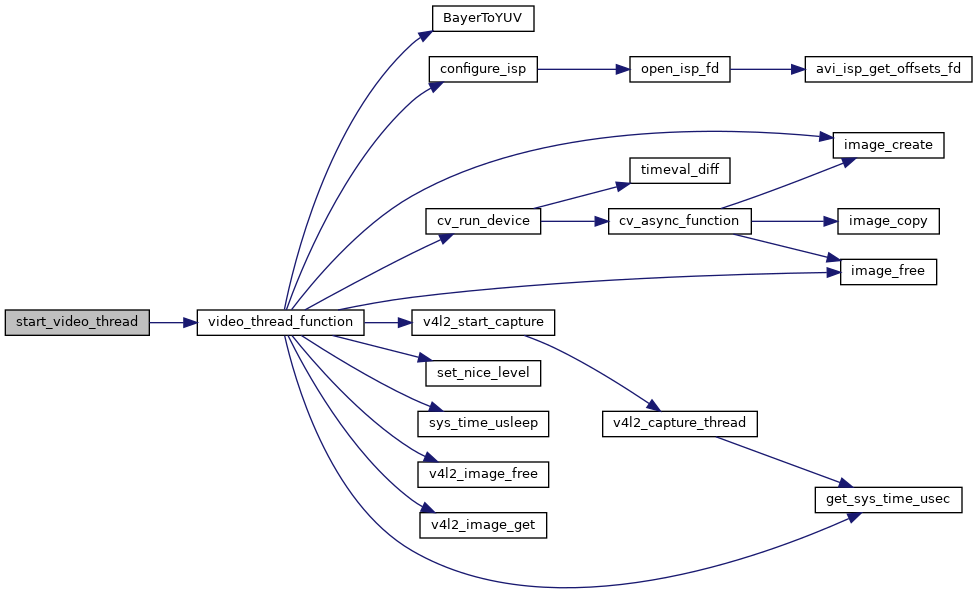 BayerToYUV
configure_isp
open_isp_fd
avi_isp_get_offsets_fd
image_create
timeval_diff
cv_run_device
cv_async_function
image_copy
image_free
start_video_thread
video_thread_function
v4l2_start_capture
set_nice_level
sys_time_usleep
v4l2_capture_thread
v4l2_image_free
get_sys_time_usec
v4l2_image_get